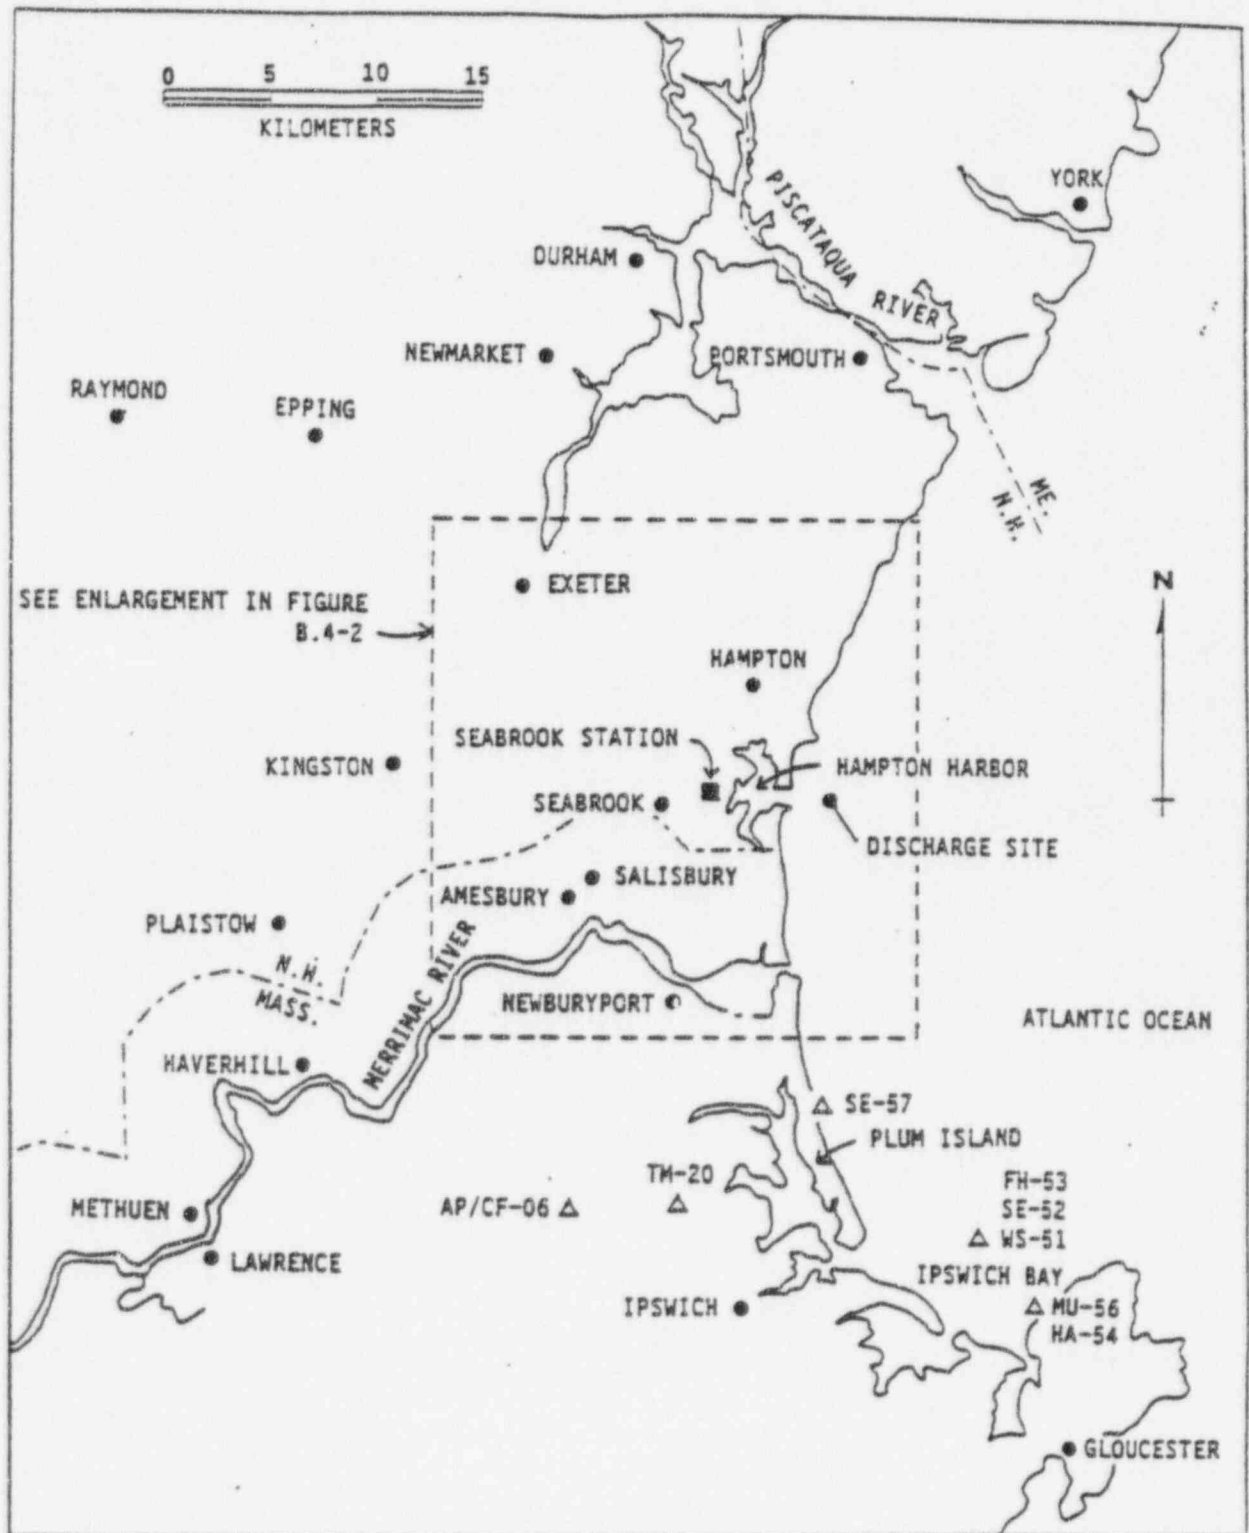 0 5 10 15
KILOMETERS
YORK
PISCATAQUA
RIVER
DURHAM
NEWMARKET
PORTSMOUTH
RAYMOND
EPPING
ME.
N.H.
EXETER
N
SEE ENLARGEMENT IN FIGURE
B.4-2
HAMPTON
SEABROOK STATION
KINGSTON
HAMPTON HARBOR
SEABROOK
DISCHARGE SITE
SALISBURY
AMESBURY
PLAISTOW
MERRIMAC RIVER
N.H.
MASS.
NEWBURYPORT
ATLANTIC OCEAN
HAVERHILL
SE-57
PLUM ISLAND
TM-20
FH-53
AP/CF-06
SE-52
METHUEN
WS-51
LAWRENCE
IPSWICH BAY
IPSWICH
MU-56
HA-54
GLOUCESTER